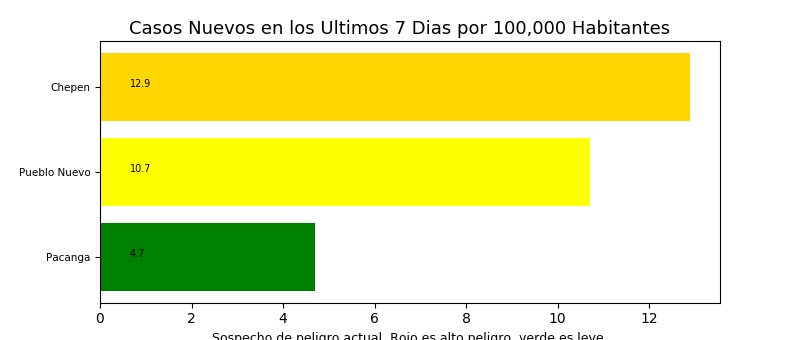 Casos Nuevos en los Ultimos 7 Dias por 100,000 Habitantes
Chepen
12.9
Pueblo Nuevo
10.7
Pacanga
4.7
0 2 4 6 8 10 12
Sospecho de peligro actual. Rojo es alto peligro, verde es leve